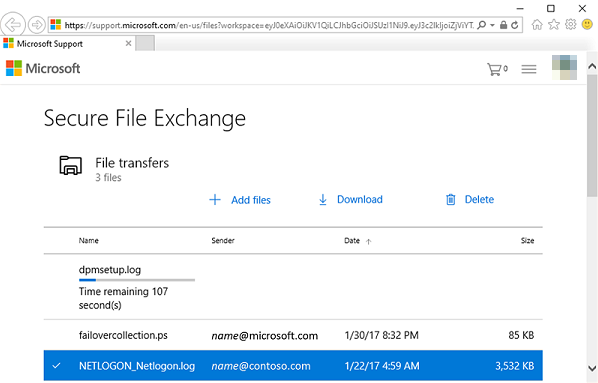 https://support.microsoft.com/en-us/files?workspace=eyJ0eXAiOiJKV1QiLCJhbGciOiJSUzI1NiJ9.eyJ3c2lkIjoiZjViYT.
Microsoft Support
Microsoft
0
Secure File Exchange
File transfers
3 files
Add files Download Delete
Name Sender Date Size
dpmsetup.log
Time remaining 107
second(s)
failovercollection.ps name@microsoft.com 1/30/17 8:32 PM 85 KB
NETLOGON_Netlogon.log name@contoso.com 1/22/17 4:59 AM 3,532 KB